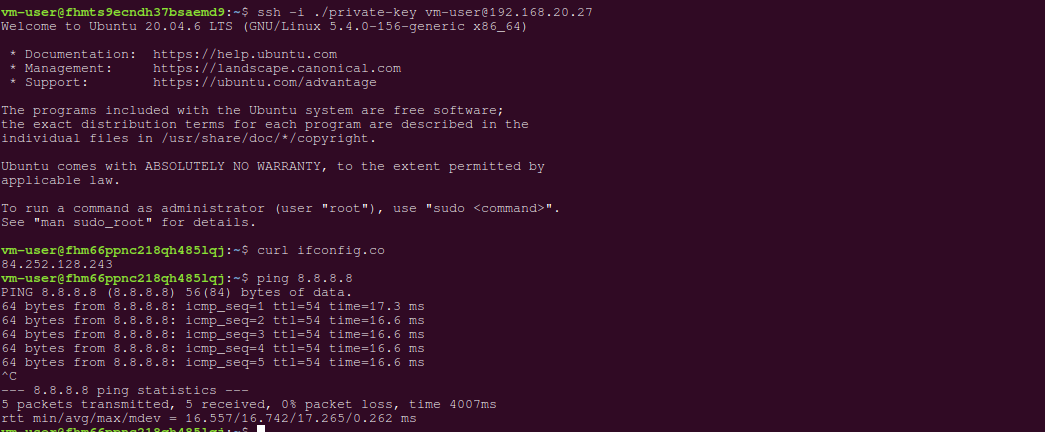 vm-user@fhmts9ecndh37bsaemd9:~$ ssh -i ./private-key vm-user@192.168.20.27
Welcome to Ubuntu 20.04.6 LTS (GNU/Linux 5.4.0-156-generic x86_64)
* Documentation:  https://help.ubuntu.com
* Management:     https://landscape.canonical.com
* Support:        https://ubuntu.com/advantage
The programs included with the Ubuntu system are free software;
the exact distribution terms for each program are described in the
individual files in /usr/share/doc/*/copyright.
Ubuntu comes with ABSOLUTELY NO WARRANTY, to the extent permitted by
applicable law.
To run a command as administrator (user "root"), use "sudo <command>".
See "man sudo_root" for details.
vm-user@fhm66ppnc218qh485lqj:~$ curl ifconfig.co
84.252.128.243
vm-user@fhm66ppnc218qh485lqj:~$ ping 8.8.8.8
PING 8.8.8.8 (8.8.8.8) 56(84) bytes of data.
64 bytes from 8.8.8.8: icmp_seq=1 ttl=54 time=17.3 ms
64 bytes from 8.8.8.8: icmp_seq=2 ttl=54 time=16.6 ms
64 bytes from 8.8.8.8: icmp_seq=3 ttl=54 time=16.6 ms
64 bytes from 8.8.8.8: icmp_seq=4 ttl=54 time=16.6 ms
64 bytes from 8.8.8.8: icmp_seq=5 ttl=54 time=16.6 ms
^C
--- 8.8.8.8 ping statistics ---
5 packets transmitted, 5 received, 0% packet loss, time 4007ms
rtt min/avg/max/mdev = 16.557/16.742/17.265/0.262 ms
vm-user@fhm66ppnc218qh485lqj:~$